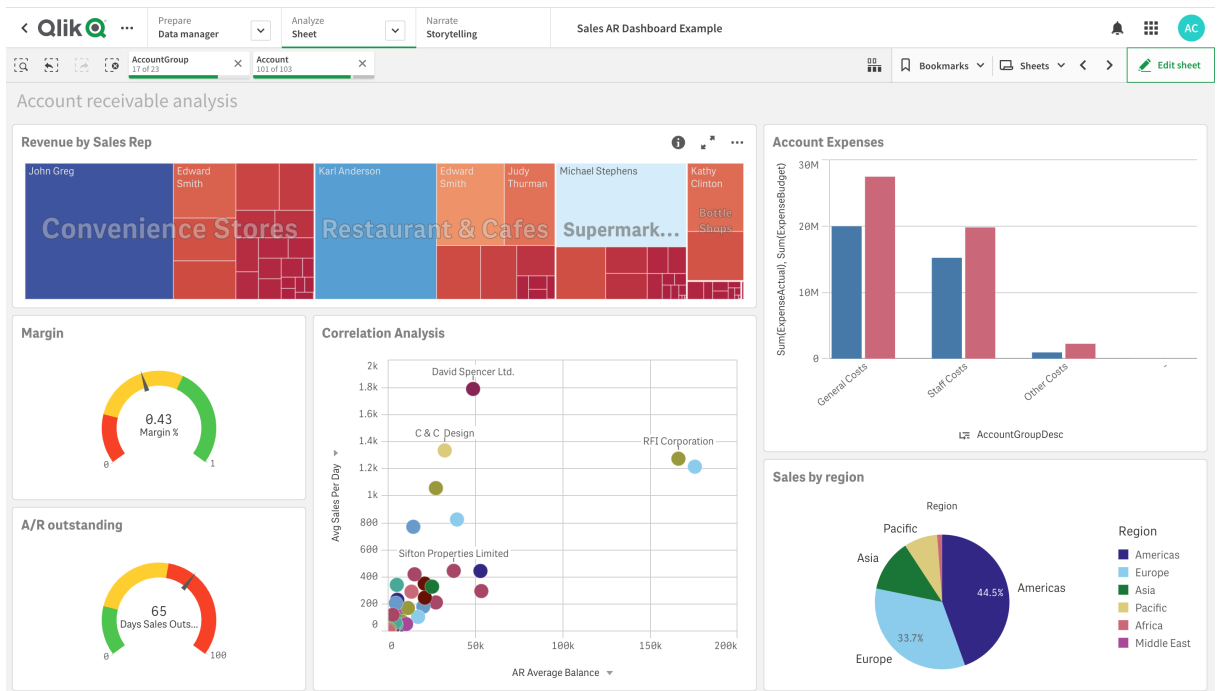 Qlik
Prepare
Data manager
Analyze
Sheet
Narrate
Storytelling
Sales AR Dashboard Example
AC
AccountGroup
17 of 23
Account
101 of 103
Bookmarks
Sheets
Edit sheet
Account receivable analysis
Revenue by Sales Rep
John Greg
Edward
Smith
Karl Anderson
Edward
Smith
Judy
Thurman
Michael Stephens
Kathy
Clinton
Convenience Stores
Restaurant & Cafes
Supermark...
Bottle
Shops
Account Expenses
Sum(ExpenseActual), Sum(ExpenseBudget)
30M
20M
10M
0
General Costs
Staff Costs
Other Costs
-
AccountGroupDesc
Margin
0.43
Margin %
0
1
A/R outstanding
65
Days Sales Outs...
0
100
Correlation Analysis
Avg Sales Per Day
2k
1.8k
1.6k
1.4k
1.2k
1k
800
600
400
200
0
David Spencer Ltd.
C & C Design
RFI Corporation
Sifton Properties Limited
0
50k
100k
150k
200k
AR Average Balance
Sales by region
Region
Pacific
Asia
Americas
Europe
44.5%
33.7%
Region
Americas
Europe
Asia
Pacific
Africa
Middle East